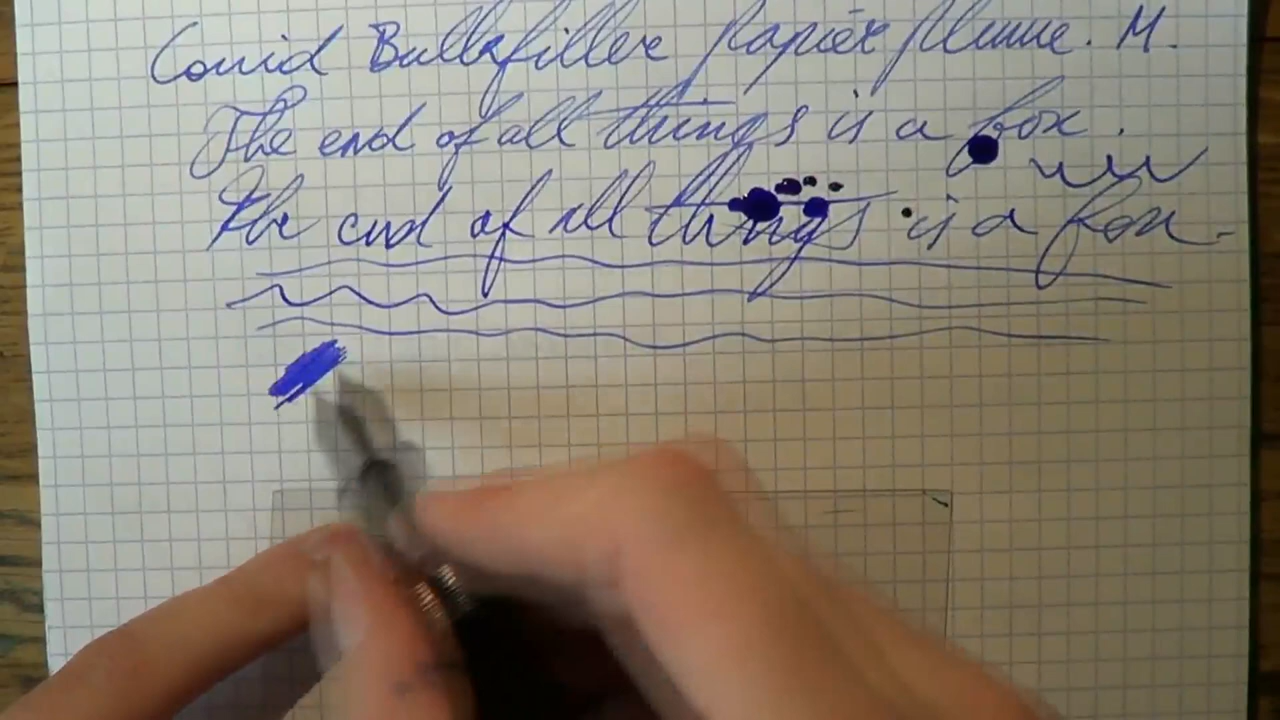 Conid Bulkfiller Papier Plume. M.
The end of all things is a fox.
The end of all things is a fox.